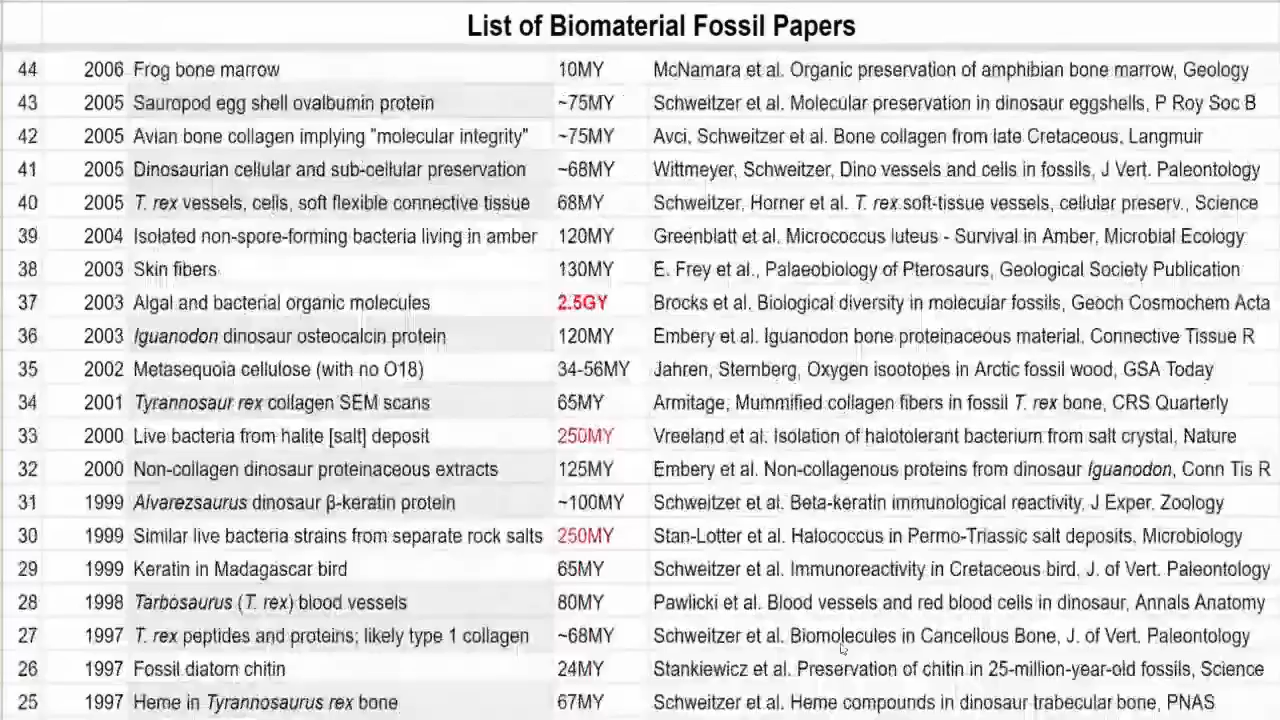 List of Biomaterial Fossil Papers
44 2006 Frog bone marrow 10MY McNamara et al. Organic preservation of amphibian bone marrow, Geology
43 2005 Sauropod egg shell ovalbumin protein ~75MY Schweitzer et al. Molecular preservation in dinosaur eggshells, P Roy Soc B
42 2005 Avian bone collagen implying "molecular integrity" ~75MY Avci, Schweitzer et al. Bone collagen from late Cretaceous, Langmuir
41 2005 Dinosaurian cellular and sub-cellular preservation ~68MY Wittmeyer, Schweitzer, Dino vessels and cells in fossils, J Vert. Paleontology
40 2005 T. rex vessels, cells, soft flexible connective tissue 68MY Schweitzer, Horner et al. T. rex soft-tissue vessels, cellular preserv., Science
39 2004 Isolated non-spore-forming bacteria living in amber 120MY Greenblatt et al. Micrococcus luteus - Survival in Amber, Microbial Ecology
38 2003 Skin fibers 130MY E. Frey et al., Palaeobiology of Pterosaurs, Geological Society Publication
37 2003 Algal and bacterial organic molecules 2.5GY Brocks et al. Biological diversity in molecular fossils, Geoch Cosmochem Acta
36 2003 Iguanodon dinosaur osteocalcin protein 120MY Embery et al. Iguanodon bone proteinaceous material, Connective Tissue R
35 2002 Metasequoia cellulose (with no O18) 34-56MY Jahren, Sternberg, Oxygen isootopes in Arctic fossil wood, GSA Today
34 2001 Tyrannosaur rex collagen SEM scans 65MY Armitage, Mummified collagen fibers in fossil T. rex bone, CRS Quarterly
33 2000 Live bacteria from halite [salt] deposit 250MY Vreeland et al. Isolation of halotolerant bacterium from salt crystal, Nature
32 2000 Non-collagen dinosaur proteinaceous extracts 125MY Embery et al. Non-collagenous proteins from dinosaur Iguanodon, Conn Tis R
31 1999 Alvarezsaurus dinosaur β-keratin protein ~100MY Schweitzer et al. Beta-keratin immunological reactivity, J Exper. Zoology
30 1999 Similar live bacteria strains from separate rock salts 250MY Stan-Lotter et al. Halococcus in Permo-Triassic salt deposits, Microbiology
29 1999 Keratin in Madagascar bird 65MY Schweitzer et al. Immunoreactivity in Cretaceous bird, J. of Vert. Paleontology
28 1998 Tarbosaurus (T. rex) blood vessels 80MY Pawlicki et al. Blood vessels and red blood cells in dinosaur, Annals Anatomy
27 1997 T. rex peptides and proteins; likely type 1 collagen ~68MY Schweitzer et al. Biomolecules in Cancellous Bone, J. of Vert. Paleontology
26 1997 Fossil diatom chitin 24MY Stankiewicz et al. Preservation of chitin in 25-million-year-old fossils, Science
25 1997 Heme in Tyrannosaurus rex bone 67MY Schweitzer et al. Heme compounds in dinosaur trabecular bone, PNAS